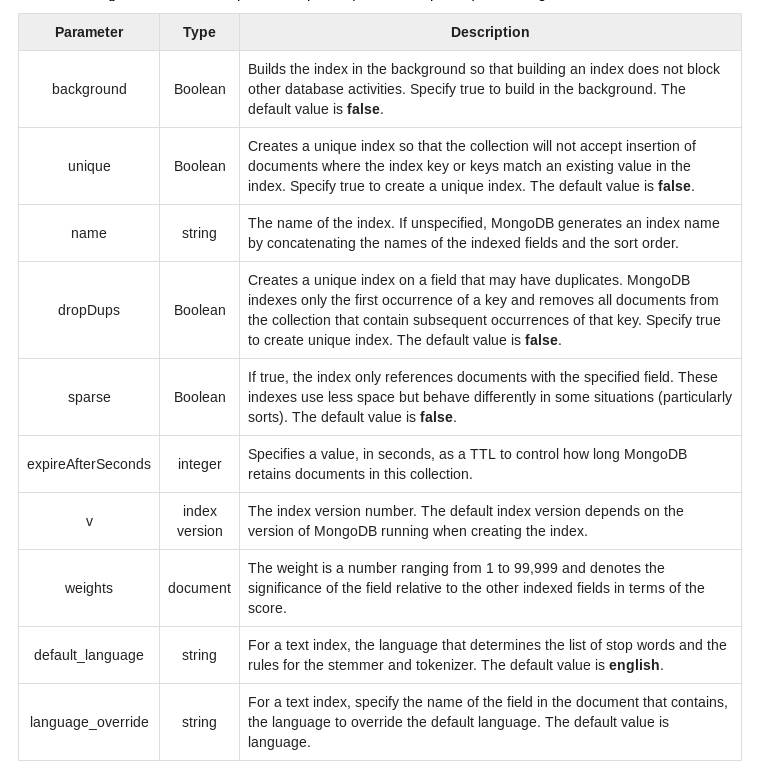 Parameter Type Description
background Boolean Builds the index in the background so that building an index does not block
other database activities. Specify true to build in the background. The
default value is false.
unique Boolean Creates a unique index so that the collection will not accept insertion of
documents where the index key or keys match an existing value in the
index. Specify true to create a unique index. The default value is false.
name string The name of the index. If unspecified, MongoDB generates an index name
by concatenating the names of the indexed fields and the sort order.
dropDups Boolean Creates a unique index on a field that may have duplicates. MongoDB
indexes only the first occurrence of a key and removes all documents from
the collection that contain subsequent occurrences of that key. Specify true
to create unique index. The default value is false.
sparse Boolean If true, the index only references documents with the specified field. These
indexes use less space but behave differently in some situations (particularly
sorts). The default value is false.
expireAfterSeconds integer Specifies a value, in seconds, as a TTL to control how long MongoDB
retains documents in this collection.
v index version The index version number. The default index version depends on the
version of MongoDB running when creating the index.
weights document The weight is a number ranging from 1 to 99,999 and denotes the
significance of the field relative to the other indexed fields in terms of the
score.
default_language string For a text index, the language that determines the list of stop words and the
rules for the stemmer and tokenizer. The default value is english.
language_override string For a text index, specify the name of the field in the document that contains,
the language to override the default language. The default value is
language.